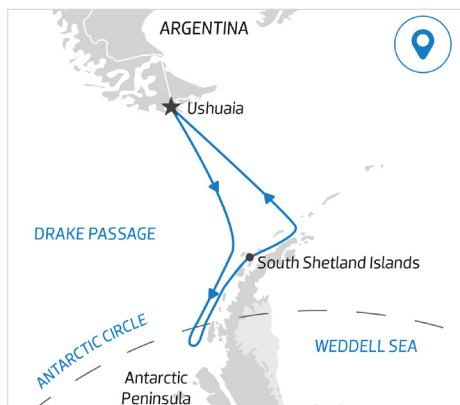 ARGENTINA
Ushuaia
DRAKE PASSAGE
South Shetland Islands
ANTARCTIC CIRCLE
WEDDELL SEA
Antarctic
Peninsula